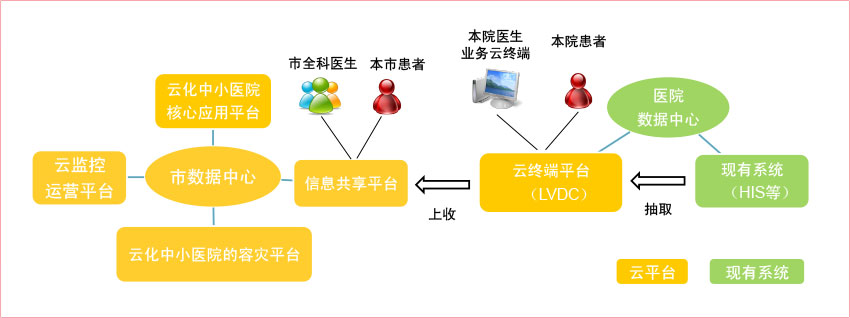 本院医生
业务云终端
本院患者
市全科医生
本市患者
云化中小医院
核心应用平台
医院
数据中心
云监控
运营平台
市数据中心
信息共享平台
云终端平台
（LVDC）
现有系统
（HIS等）
上收
抽取
云化中小医院的容灾平台
云平台
现有系统